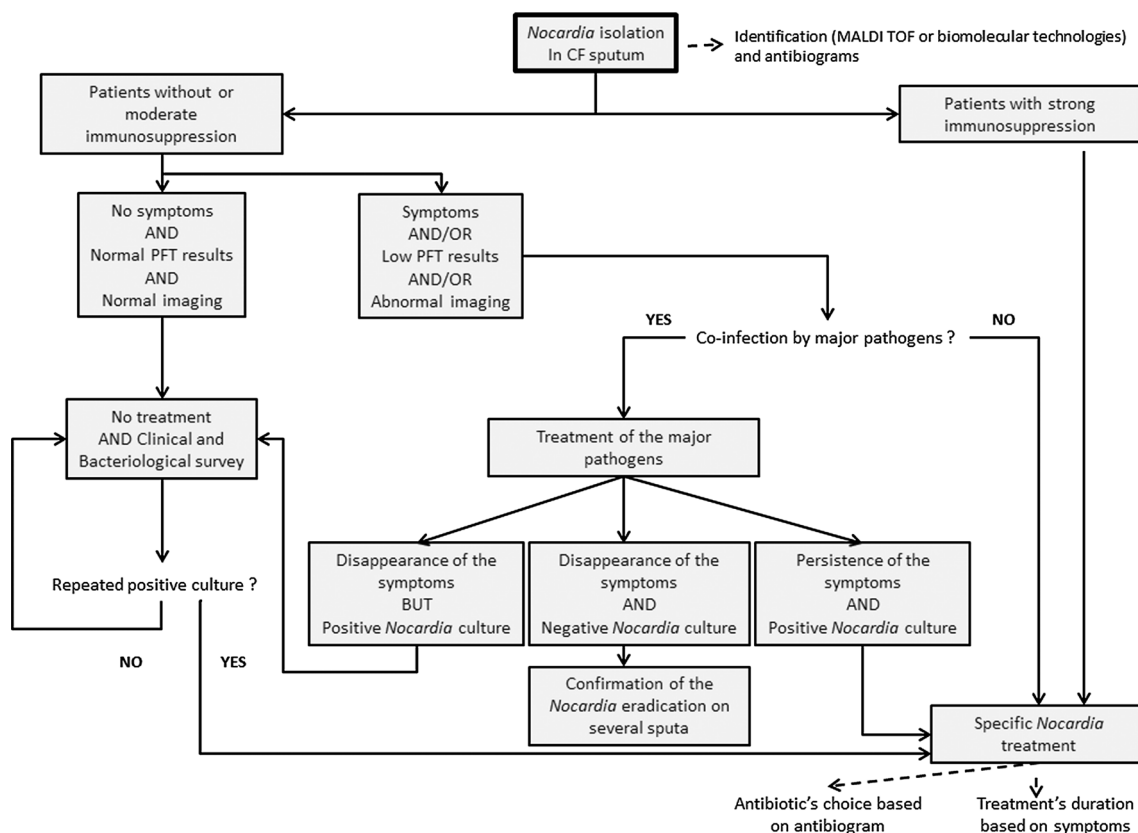 Nocardia isolation
In CF sputum
Identification (MALDI TOF or biomolecular technologies)
and antibiograms
Patients without or
moderate
immunosuppression
Patients with strong
immunosuppression
No symptoms
AND
Normal PFT results
AND
Normal imaging
Symptoms
AND/OR
Low PFT results
AND/OR
Abnormal imaging
YES
Co-infection by major pathogens ?
NO
No treatment
AND Clinical and
Bacteriological survey
Treatment of the major
pathogens
Repeated positive culture ?
NO
YES
Disappearance of the
symptoms
BUT
Positive Nocardia culture
Disappearance of the
symptoms
AND
Negative Nocardia culture
Persistence of the
symptoms
AND
Positive Nocardia culture
Confirmation of the
Nocardia eradication on
several sputa
Specific Nocardia
treatment
Antibiotic's choice based
on antibiogram
Treatment's duration
based on symptoms